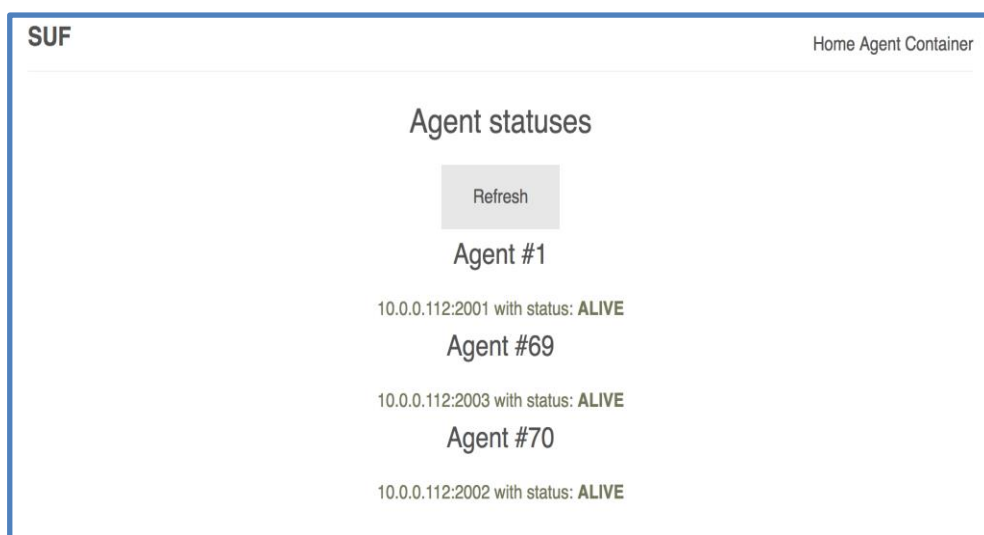 SUF
Home Agent Container
Agent statuses
Refresh
Agent #1
10.0.0.112:2001 with status: ALIVE
Agent #69
10.0.0.112:2003 with status: ALIVE
Agent #70
10.0.0.112:2002 with status: ALIVE